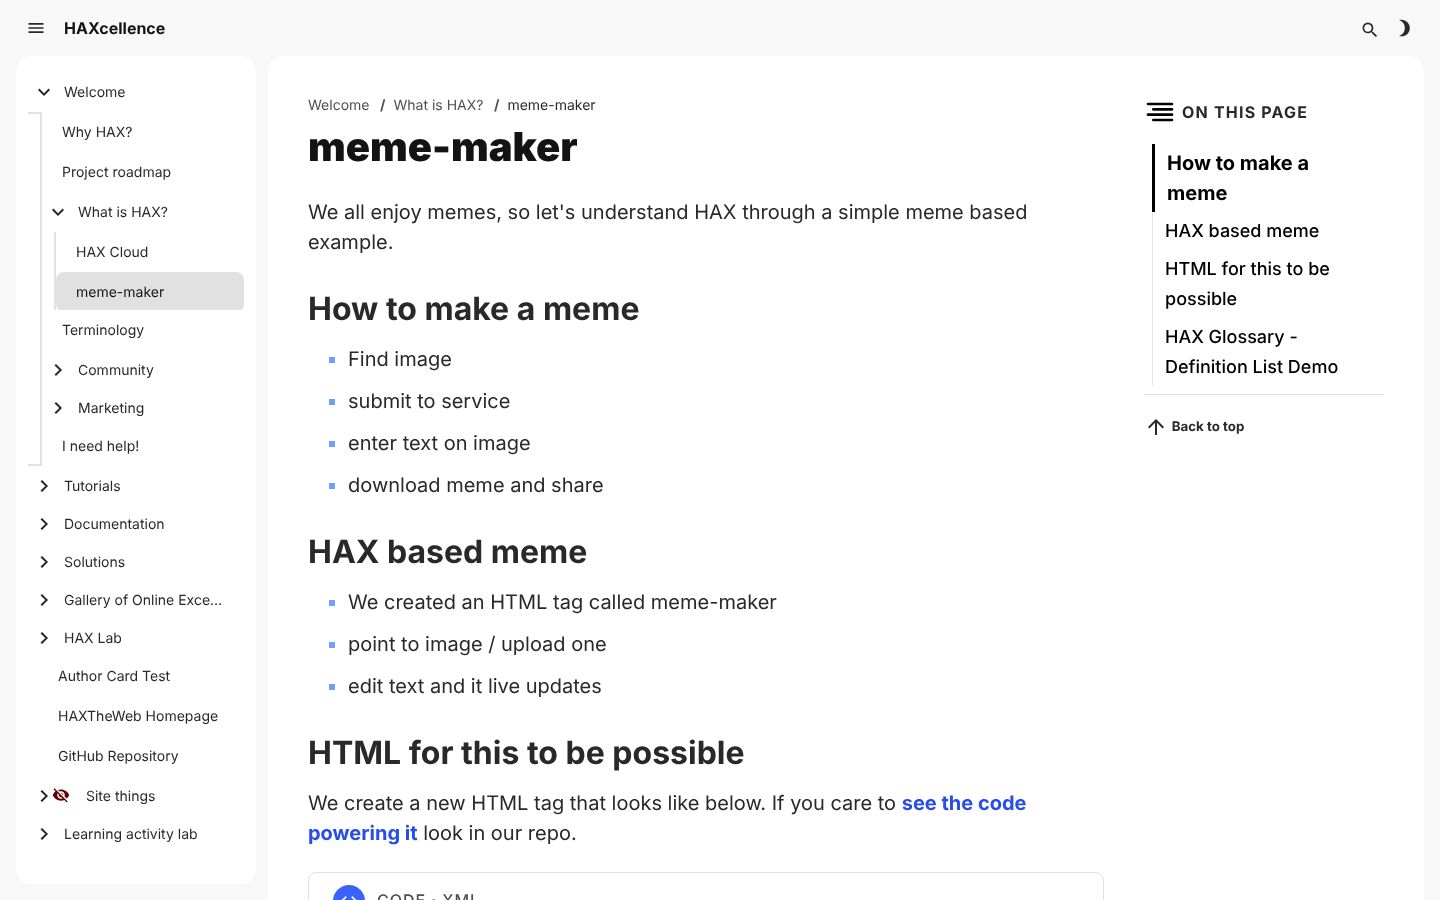 HAXcellence
Welcome
Why HAX?
Project roadmap
What is HAX?
HAX Cloud
meme-maker
Terminology
Community
Marketing
I need help!
Tutorials
Documentation
Solutions
Gallery of Online Exce...
HAX Lab
Author Card Test
HAXTheWeb Homepage
GitHub Repository
Site things
Learning activity lab
Welcome / What is HAX? / meme-maker
meme-maker
We all enjoy memes, so let's understand HAX through a simple meme based
example.
How to make a meme
Find image
submit to service
enter text on image
download meme and share
HAX based meme
We created an HTML tag called meme-maker
point to image / upload one
edit text and it live updates
HTML for this to be possible
We create a new HTML tag that looks like below. If you care to see the code
powering it look in our repo.
CODE · XML
ON THIS PAGE
How to make a
meme
HAX based meme
HTML for this to be
possible
HAX Glossary -
Definition List Demo
Back to top